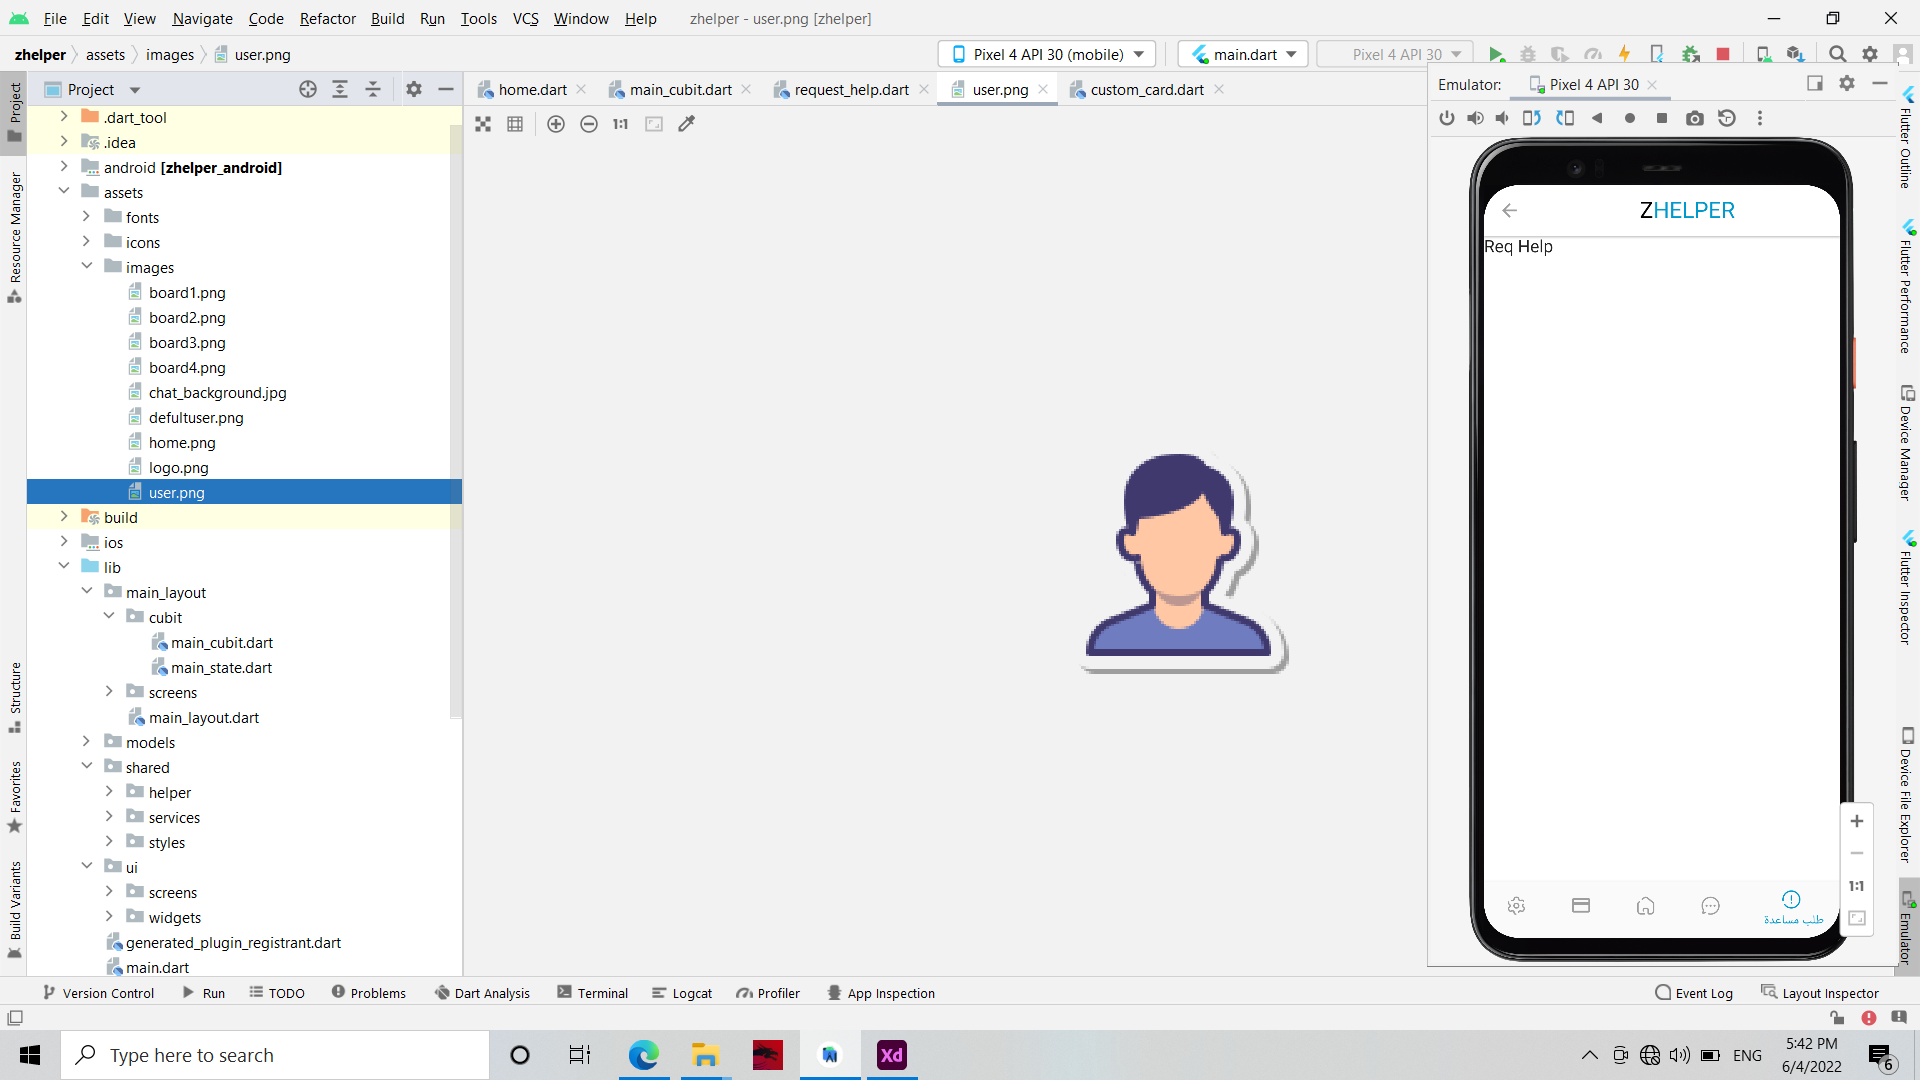 File Edit View Navigate Code Refactor Build Run Tools VCS Window Help zhelper - user.png [zhelper]
zhelper assets images user.png Pixel 4 API 30 (mobile) main.dart Pixel 4 API 30
Project home.dart main_cubit.dart request_help.dart user.png custom_card.dart
Emulator: Pixel 4 API 30
1:1
.dart_tool
.idea
android [zhelper_android]
assets
fonts
icons
images
board1.png
board2.png
board3.png
board4.png
chat_background.jpg
defultuser.png
home.png
logo.png
user.png
build
ios
lib
main_layout
cubit
main_cubit.dart
main_state.dart
screens
main_layout.dart
models
shared
helper
services
styles
ui
screens
widgets
generated_plugin_registrant.dart
main.dart
Project
Resource Manager
Structure
Favorites
Build Variants
ZHELPER
Req Help
طلب مساعدة
1:1
Flutter Outline
Flutter Performance
Device Manager
Flutter Inspector
Device File Explorer
Emulator
Version Control Run TODO Problems Dart Analysis Terminal Logcat Profiler App Inspection Event Log Layout Inspector
Type here to search
Xd
ENG
5:42 PM
6/4/2022
6